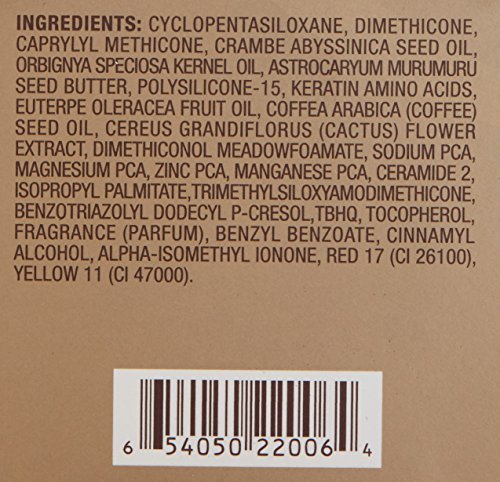 INGREDIENTS: CYCLOPENTASILOXANE, DIMETHICONE,
CAPRYLYL METHICONE, CRAMBE ABYSSINICA SEED OIL,
ORBIGNYA SPECIOSA KERNEL OIL, ASTROCARYUM MURUMURU
SEED BUTTER, POLYSILICONE-15, KERATIN AMINO ACIDS,
EUTERPE OLERACEA FRUIT OIL, COFFEA ARABICA (COFFEE)
SEED OIL, CEREUS GRANDIFLORUS (CACTUS) FLOWER
EXTRACT, DIMETHICONOL MEADOWFOAMATE, SODIUM PCA,
MAGNESIUM PCA, ZINC PCA, MANGANESE PCA, CERAMIDE 2,
ISOPROPYL PALMITATE,TRIMETHYLSILOXYAMODIMETHICONE,
BENZOTRIAZOLYL DODECYL P-CRESOL,TBHQ, TOCOPHEROL,
FRAGRANCE (PARFUM), BENZYL BENZOATE, CINNAMYL
ALCOHOL, ALPHA-ISOMETHYL IONONE, RED 17 (CI 26100),
YELLOW 11 (CI 47000).
6 54050 22006 4